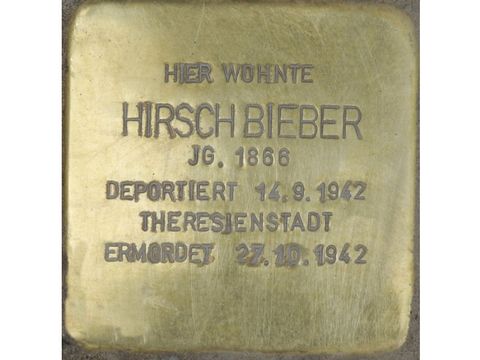 HIER WOHNTE
HIRSCH BIEBER
JG. 1866
DEPORTIERT 14.9.1942
THERESIENSTADT
ERMORDET 27.10.1942